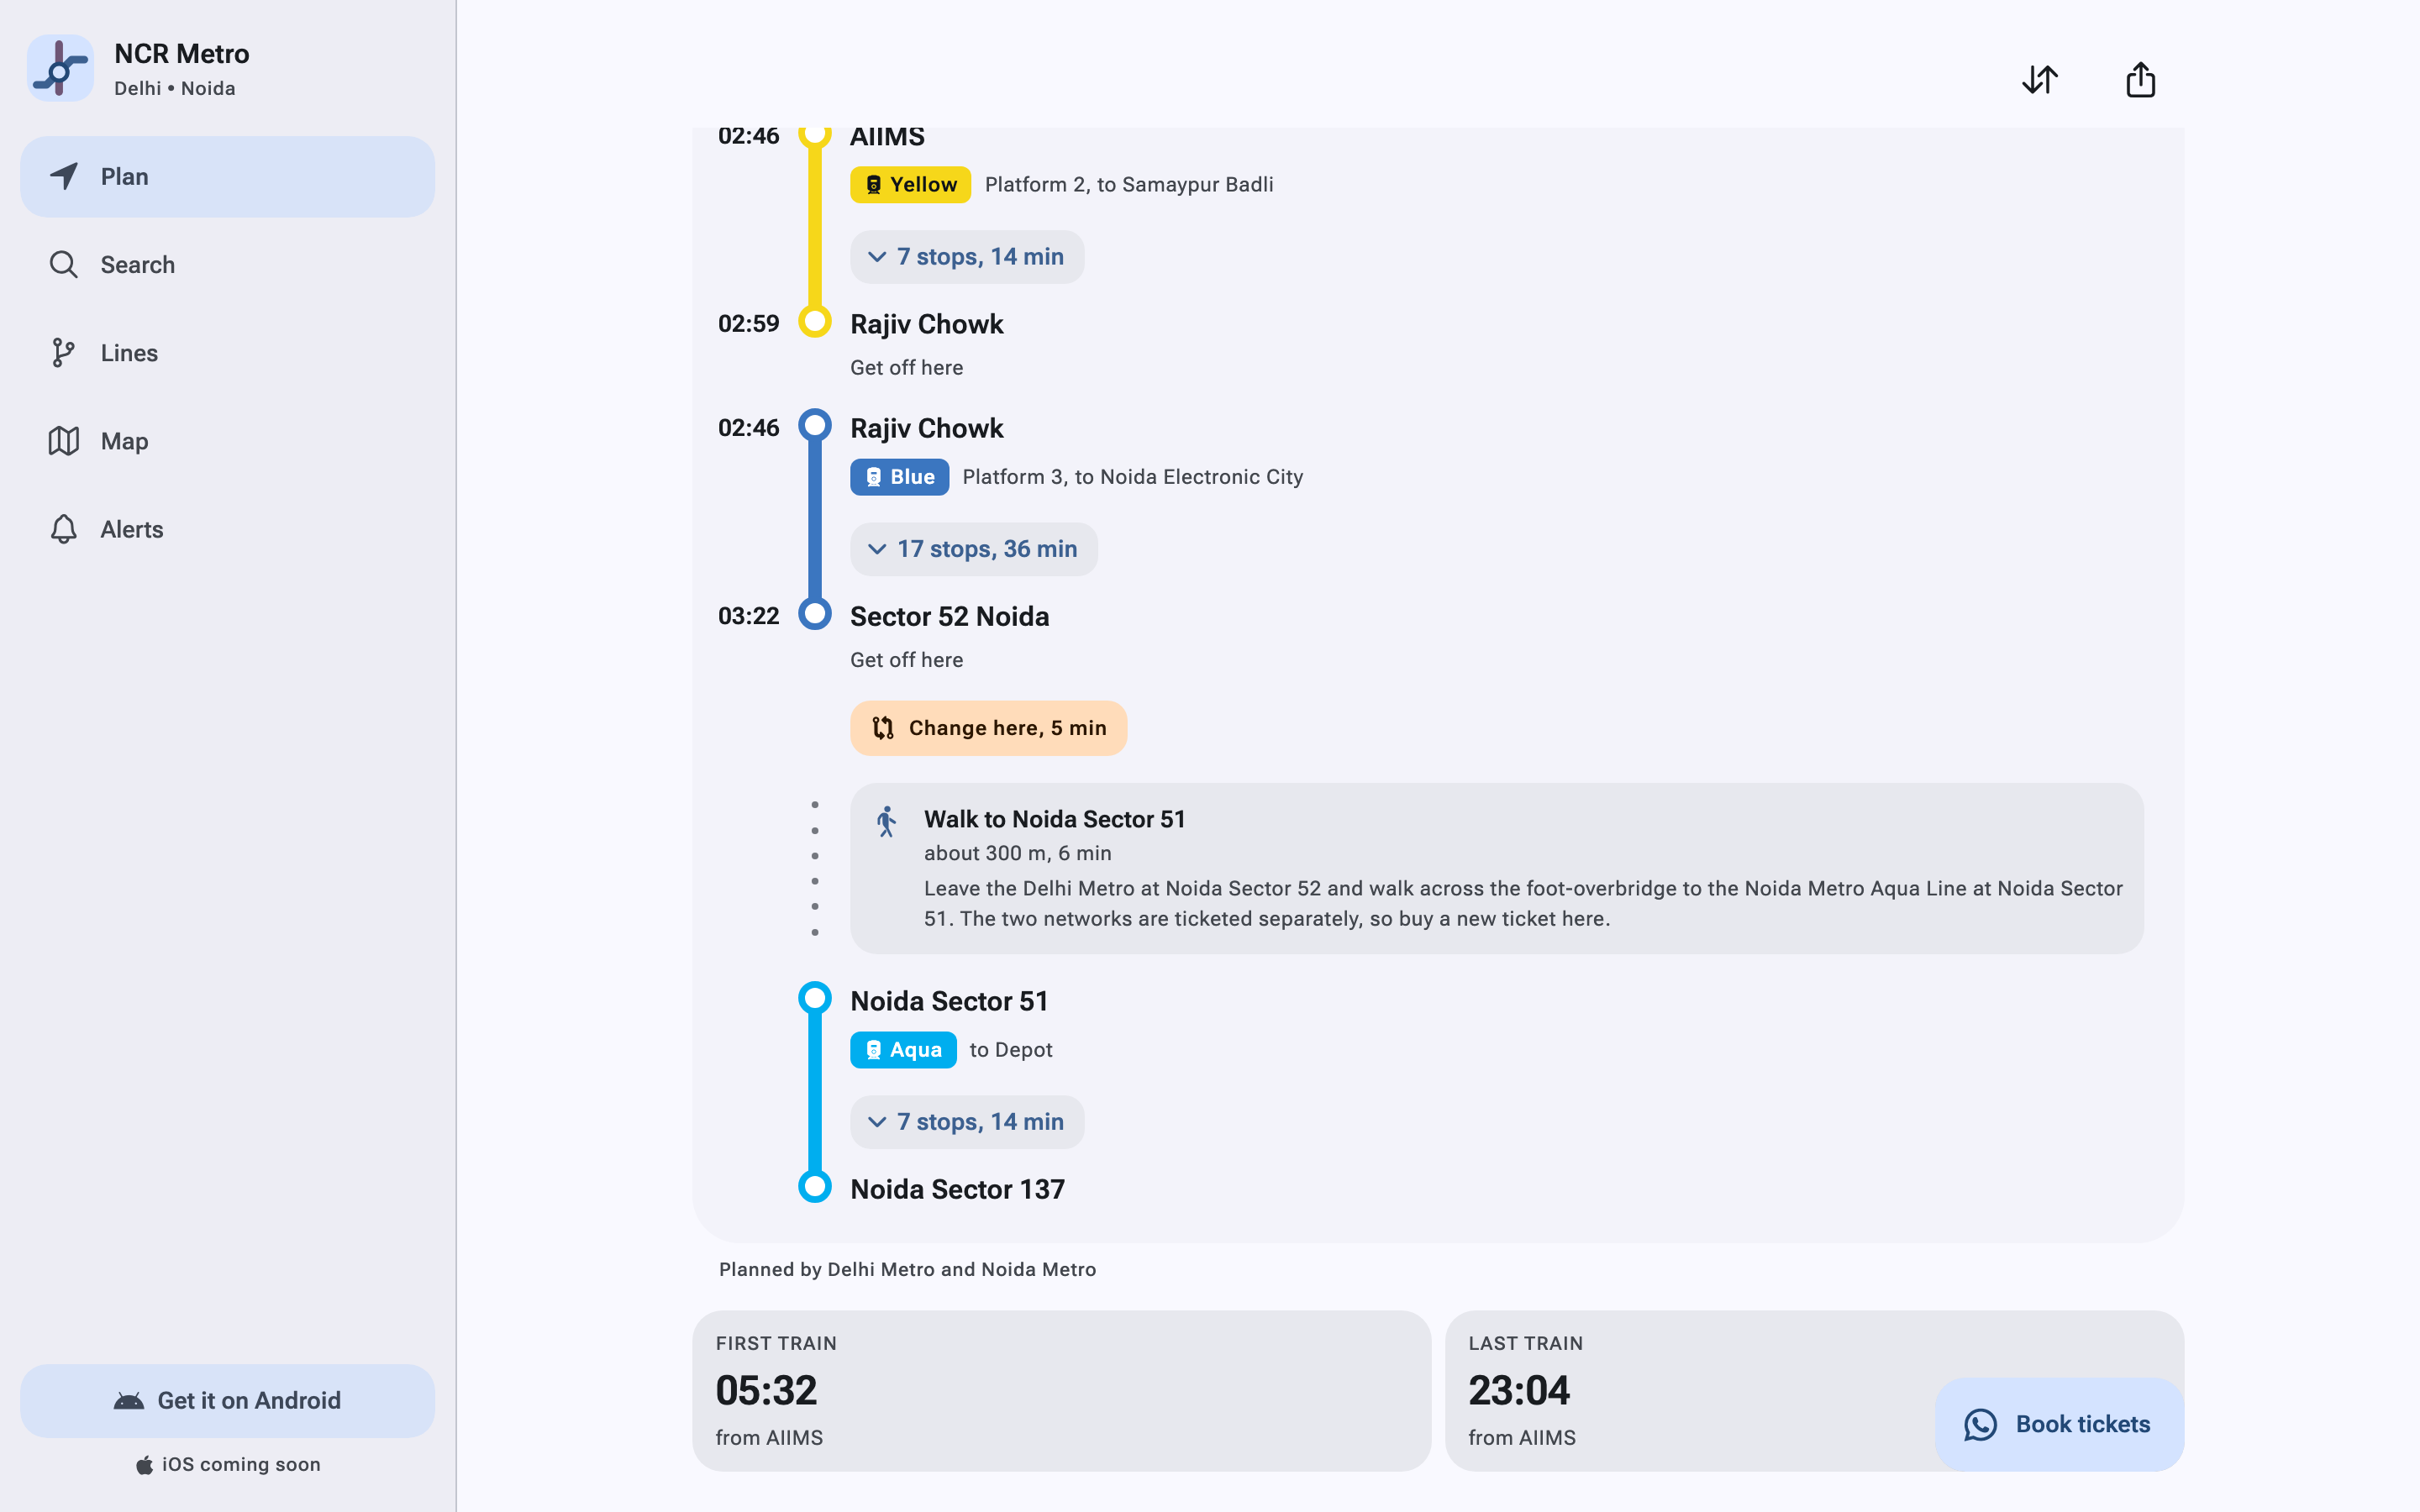 NCR Metro
Delhi • Noida
Plan
Search
Lines
Map
Alerts
Get it on Android
iOS coming soon
02:46 AIIMS
Yellow Platform 2, to Samaypur Badli
7 stops, 14 min
02:59 Rajiv Chowk
Get off here
02:46 Rajiv Chowk
Blue Platform 3, to Noida Electronic City
17 stops, 36 min
03:22 Sector 52 Noida
Get off here
Change here, 5 min
Walk to Noida Sector 51
about 300 m, 6 min
Leave the Delhi Metro at Noida Sector 52 and walk across the foot-overbridge to the Noida Metro Aqua Line at Noida Sector
51. The two networks are ticketed separately, so buy a new ticket here.
Noida Sector 51
Aqua to Depot
7 stops, 14 min
Noida Sector 137
Planned by Delhi Metro and Noida Metro
FIRST TRAIN
05:32
from AIIMS
LAST TRAIN
23:04
from AIIMS
Book tickets